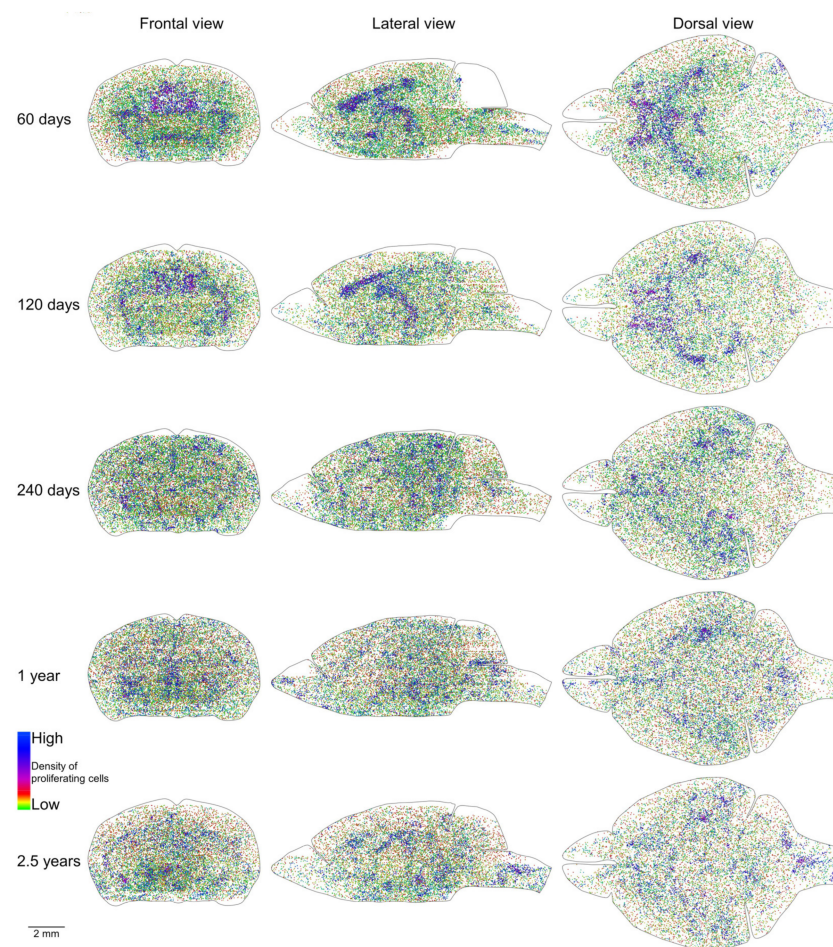 Frontal view
Lateral view
Dorsal view
60 days
120 days
240 days
1 year
High
Density of
proliferating cells
Low
2.5 years
2 mm